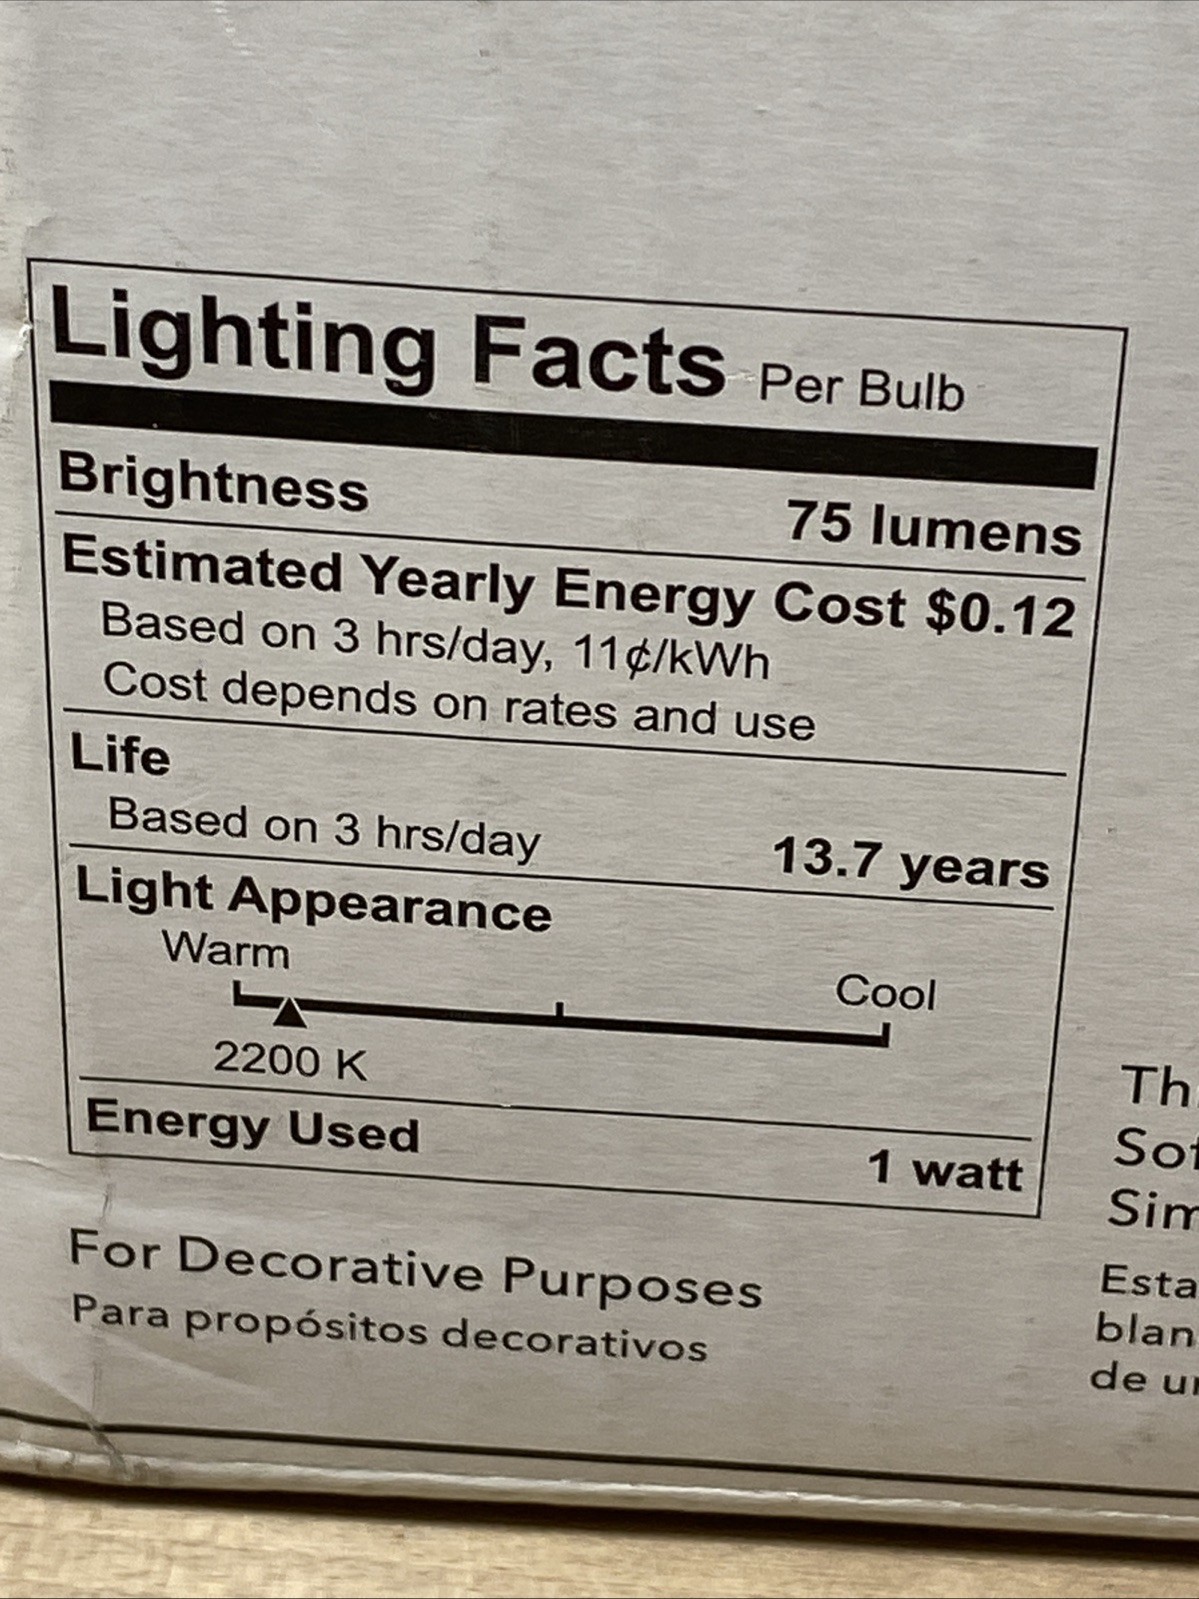 Lighting Facts Per Bulb
Brightness 75 lumens
Estimated Yearly Energy Cost $0.12
Based on 3 hrs/day, 11¢/kWh
Cost depends on rates and use
Life
Based on 3 hrs/day 13.7 years
Light Appearance
Warm Cool
2200 K
Energy Used 1 watt
For Decorative Purposes
Para propósitos decorativos
Esta
de